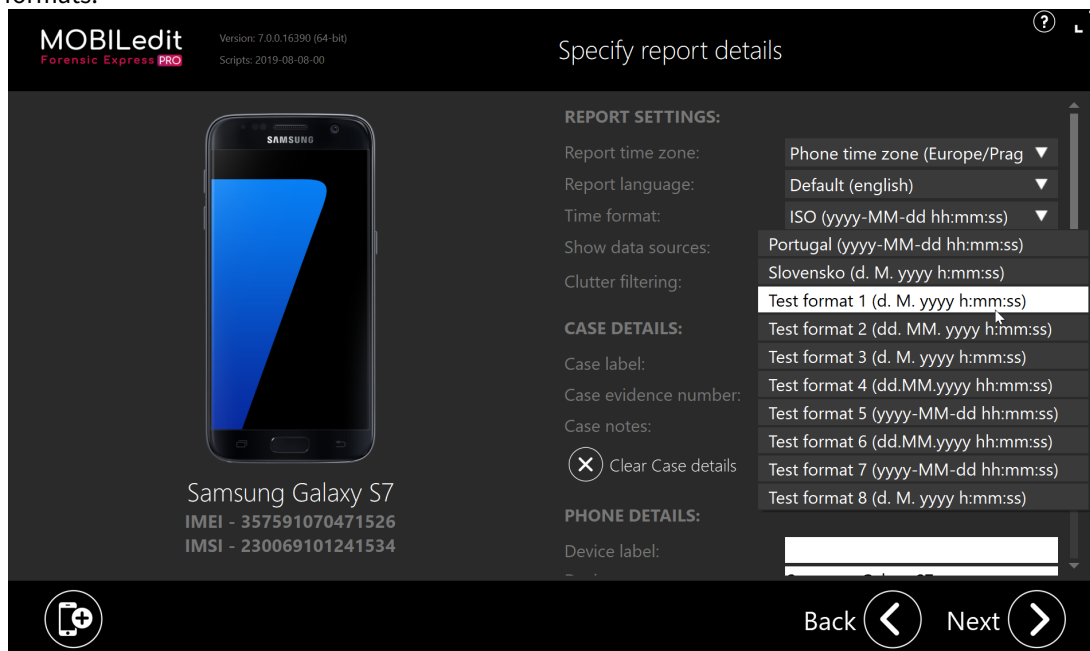 formats.
MOBILedit
Forensic Express PRO
Version: 7.0.0.16390 (64-bit)
Scripts: 2019-08-08-00
Specify report details
?
SAMSUNG
Samsung Galaxy S7
IMEI - 357591070471526
IMSI - 230069101241534
REPORT SETTINGS:
Report time zone: Phone time zone (Europe/Prag
Report language: Default (english)
Time format: ISO (yyyy-MM-dd hh:mm:ss)
Show data sources:
Clutter filtering:
Portugal (yyyy-MM-dd hh:mm:ss)
Slovensko (d. M. yyyy h:mm:ss)
Test format 1 (d. M. yyyy h:mm:ss)
Test format 2 (dd. MM. yyyy h:mm:ss)
Test format 3 (d. M. yyyy h:mm:ss)
Test format 4 (dd.MM.yyyy hh:mm:ss)
Test format 5 (yyyy-MM-dd hh:mm:ss)
Test format 6 (dd.MM.yyyy hh:mm:ss)
Test format 7 (yyyy-MM-dd hh:mm:ss)
Test format 8 (d. M. yyyy h:mm:ss)
CASE DETAILS:
Case label:
Case evidence number:
Case notes:
Clear Case details
PHONE DETAILS:
Device label:
Back
Next